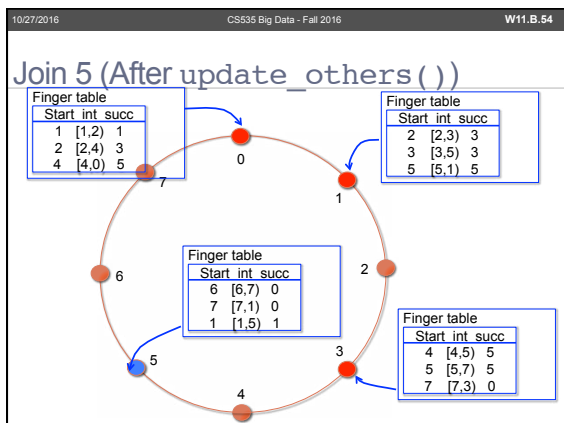 10/27/2016 CS535 Big Data - Fall 2016 W11.B.54
Join 5 (After update_others())
Finger table
Start int succ
1 [1,2) 1
2 [2,4) 3
4 [4,0) 5
Finger table
Start int succ
2 [2,3) 3
3 [3,5) 3
5 [5,1) 5
0
7
1
Finger table
Start int succ
6 [6,7) 0
7 [7,1) 0
1 [1,5) 1
6
2
Finger table
Start int succ
4 [4,5) 5
5 [5,7) 5
7 [7,3) 0
5
3
4